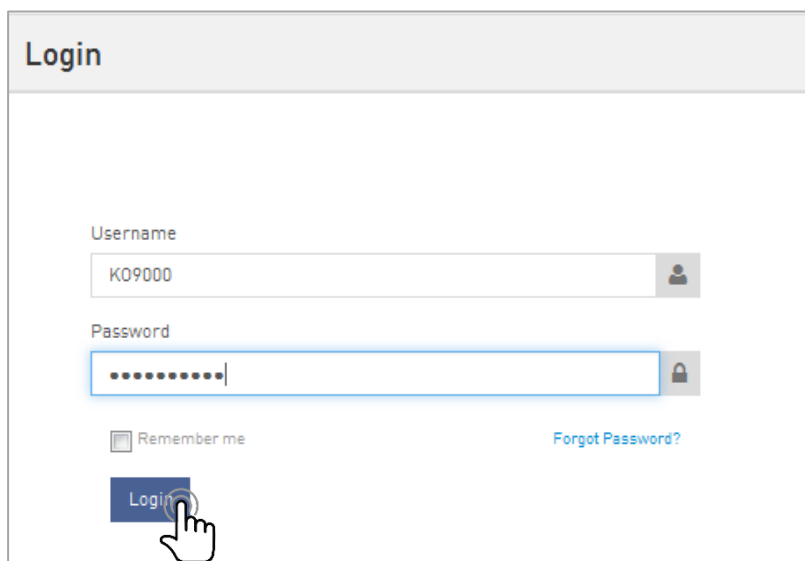 Login
Username
K09000
Password
••••••••••
Remember me
Forgot Password?
Login